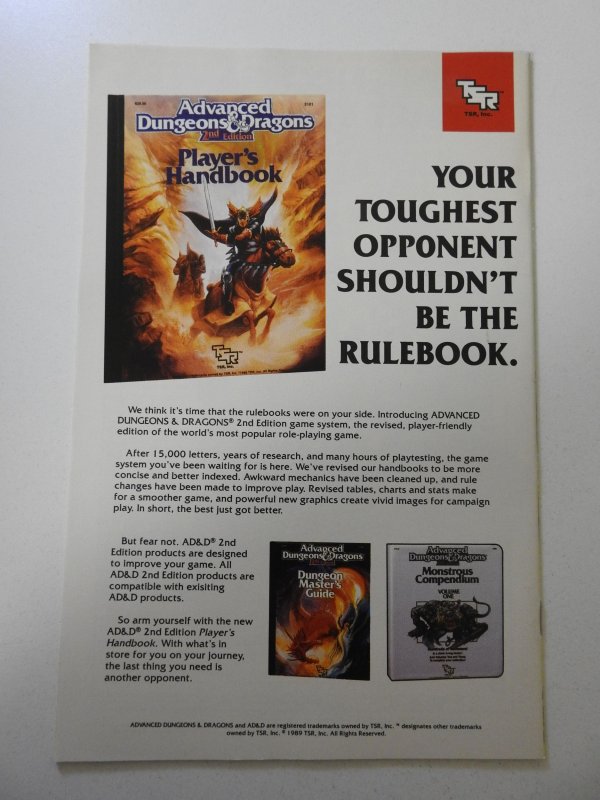 TSR
TSR, Inc.
Advanced
Dungeons & Dragons
2nd Edition
Player's
Handbook
TSR
TSR, Inc.
YOUR
TOUGHEST
OPPONENT
SHOULDN'T
BE THE
RULEBOOK.
We think it's time that the rulebooks were on your side. Introducing ADVANCED
DUNGEONS & DRAGONS® 2nd Edition game system, the revised, player-friendly
edition of the world's most popular role-playing game.
After 15,000 letters, years of research, and many hours of playtesting, the game
system you've been waiting for is here. We've revised our handbooks to be more
concise and better indexed. Awkward mechanics have been cleaned up, and rule
changes have been made to improve play. Revised tables, charts and stats make
for a smoother game, and powerful new graphics create vivid images for campaign
play. In short, the best just got better.
But fear not. AD&D® 2nd
Edition products are designed
to improve your game. All
AD&D 2nd Edition products are
compatible with exisiting
AD&D products.
So arm yourself with the new
AD&D® 2nd Edition Player's
Handbook. With what's in
store for you on your journey,
the last thing you need is
another opponent.
Advanced
Dungeons & Dragons
2nd Edition
Dungeon
Master's
Guide
Advanced
Dungeons & Dragons
Monstrous
Compendium
VOLUME
ONE
TSR
ADVANCED DUNGEONS & DRAGONS and AD&D are registered trademarks owned by TSR, Inc. ™ designates other trademarks
owned by TSR, Inc. © 1989 TSR, Inc. All Rights Reserved.